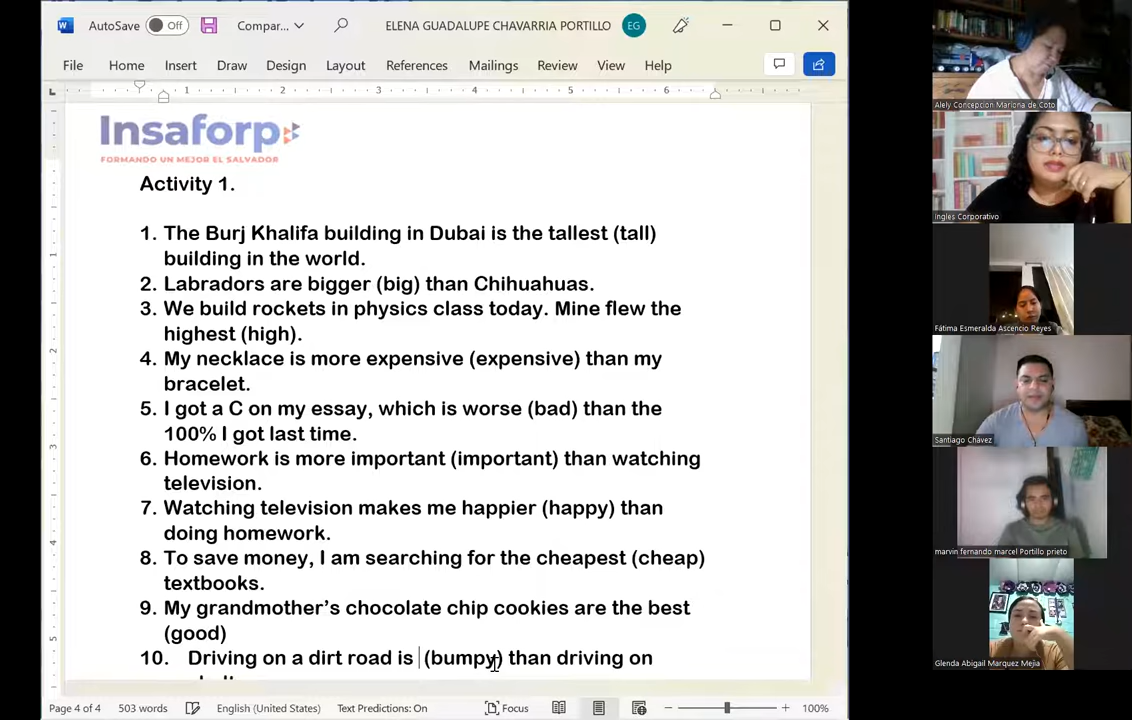 AutoSave Off Compar... ELENA GUADALUPE CHAVARRIA PORTILLO EG
File Home Insert Draw Design Layout References Mailings Review View Help
1 2 3 4 5 6
Insaforp
FORMANDO UN MEJOR EL SALVADOR
Activity 1.
1. The Burj Khalifa building in Dubai is the tallest (tall)
building in the world.
2. Labradors are bigger (big) than Chihuahuas.
3. We build rockets in physics class today. Mine flew the
highest (high).
4. My necklace is more expensive (expensive) than my
bracelet.
5. I got a C on my essay, which is worse (bad) than the
100% I got last time.
6. Homework is more important (important) than watching
television.
7. Watching television makes me happier (happy) than
doing homework.
8. To save money, I am searching for the cheapest (cheap)
textbooks.
9. My grandmother's chocolate chip cookies are the best
(good)
10. Driving on a dirt road is (bumpy) than driving on
Page 4 of 4 503 words English (United States) Text Predictions: On Focus 100%
Alely Concepcion Mariona de Coto
Ingles Corporativo
Fátima Esmeralda Ascencio Reyes
Santiago Chávez
marvin fernando marcel Portillo prieto
Glenda Abigail Marquez Mejia